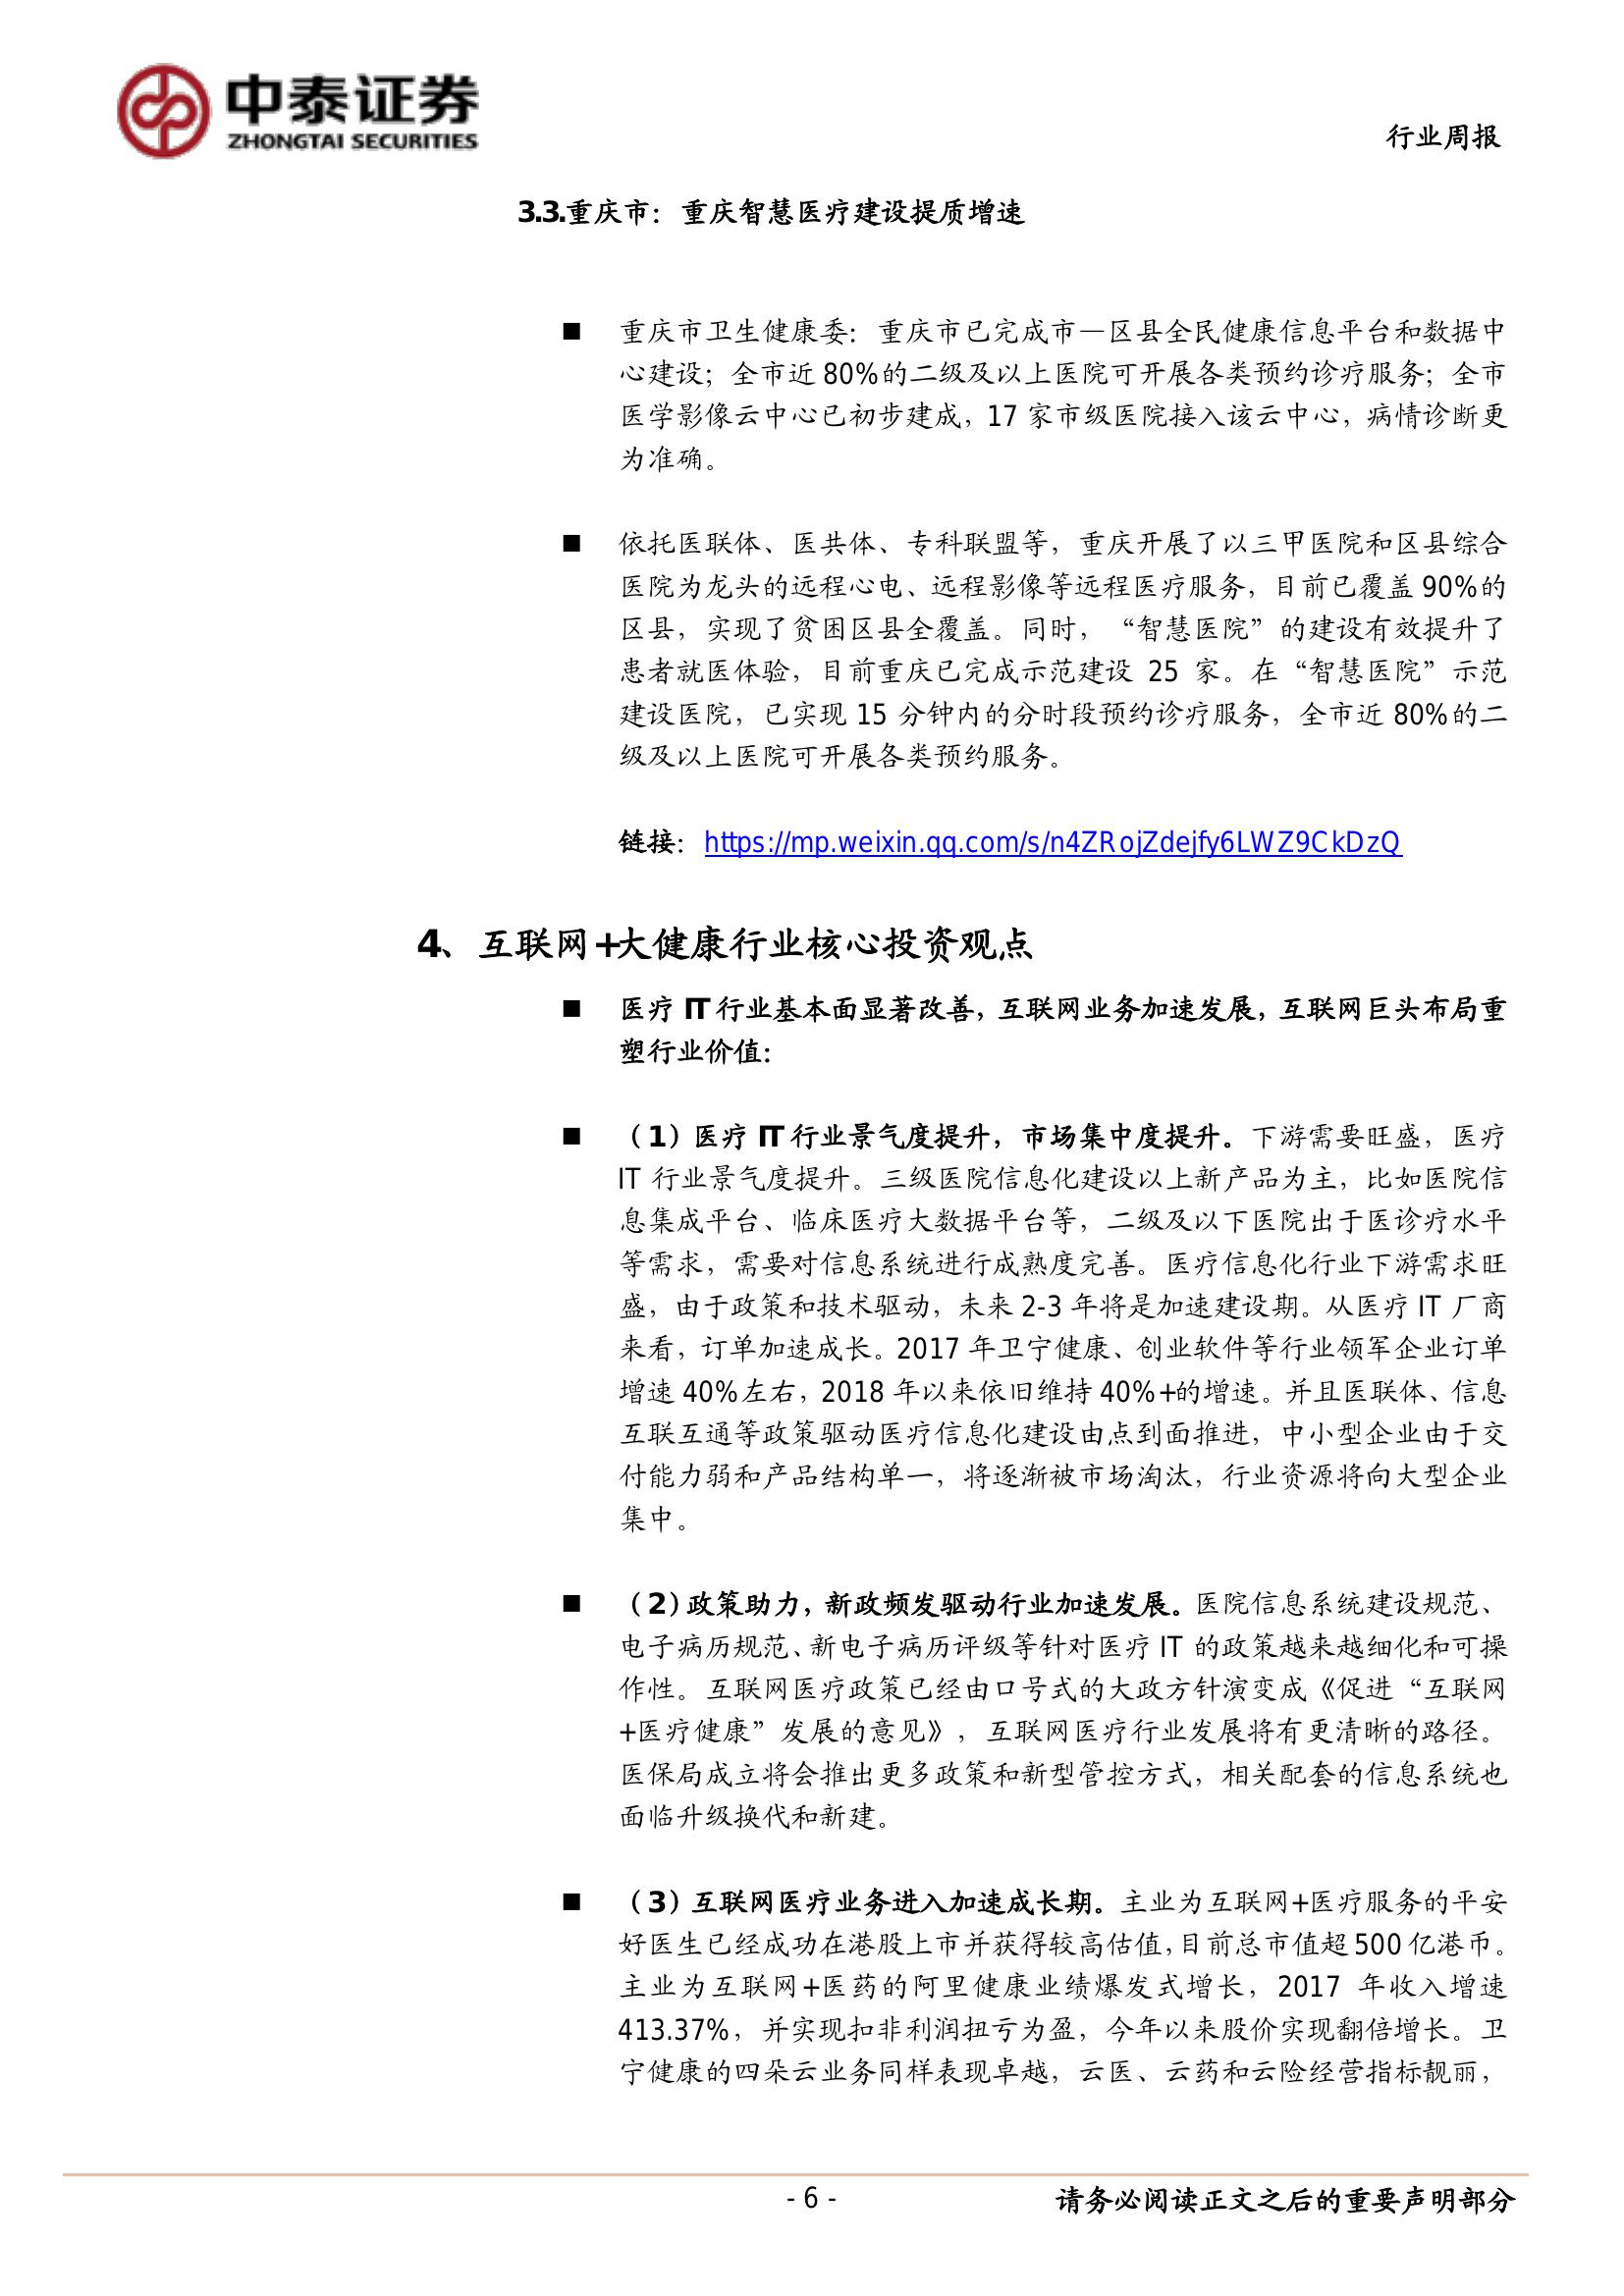 中泰证券
ZHONGTAI SECURITIES
行业周报
3.3.重庆市：重庆智慧医疗建设提质增速
■ 重庆市卫生健康委：重庆市已完成市—区县全民健康信息平台和数据中
心建设；全市近 80%的二级及以上医院可开展各类预约诊疗服务；全市
医学影像云中心已初步建成，17 家市级医院接入该云中心，病情诊断更
为准确。
■ 依托医联体、医共体、专科联盟等，重庆开展了以三甲医院和区县综合
医院为龙头的远程心电、远程影像等远程医疗服务，目前已覆盖 90%的
区县，实现了贫困区县全覆盖。同时，“智慧医院”的建设有效提升了
患者就医体验，目前重庆已完成示范建设 25 家。在“智慧医院”示范
建设医院，已实现 15 分钟内的分时段预约诊疗服务，全市近 80%的二
级及以上医院可开展各类预约服务。
链接：https://mp.weixin.qq.com/s/n4ZRojZdejfy6LWZ9CkDzQ
4、互联网+大健康行业核心投资观点
■ 医疗 IT 行业基本面显著改善，互联网业务加速发展，互联网巨头布局重
塑行业价值：
■ （1）医疗 IT 行业景气度提升，市场集中度提升。下游需要旺盛，医疗
IT 行业景气度提升。三级医院信息化建设以上新产品为主，比如医院信
息集成平台、临床医疗大数据平台等，二级及以下医院出于医诊疗水平
等需求，需要对信息系统进行成熟度完善。医疗信息化行业下游需求旺
盛，由于政策和技术驱动，未来 2-3 年将是加速建设期。从医疗 IT 厂商
来看，订单加速成长。2017 年卫宁健康、创业软件等行业领军企业订单
增速 40%左右，2018 年以来依旧维持 40%+的增速。并且医联体、信息
互联互通等政策驱动医疗信息化建设由点到面推进，中小型企业由于交
付能力弱和产品结构单一，将逐渐被市场淘汰，行业资源将向大型企业
集中。
■ （2）政策助力，新政频发驱动行业加速发展。医院信息系统建设规范、
电子病历规范、新电子病历评级等针对医疗 IT 的政策越来越细化和可操
作性。互联网医疗政策已经由口号式的大政方针演变成《促进“互联网
+医疗健康”发展的意见》，互联网医疗行业发展将有更清晰的路径。
医保局成立将会推出更多政策和新型管控方式，相关配套的信息系统也
面临升级换代和新建。
■ （3）互联网医疗业务进入加速成长期。主业为互联网+医疗服务的平安
好医生已经成功在港股上市并获得较高估值，目前总市值超 500 亿港币。
主业为互联网+医药的阿里健康业绩爆发式增长，2017 年收入增速
413.37%，并实现扣非利润扭亏为盈，今年以来股价实现翻倍增长。卫
宁健康的四朵云业务同样表现卓越，云医、云药和云险经营指标靓丽，
- 6 -
请务必阅读正文之后的重要声明部分